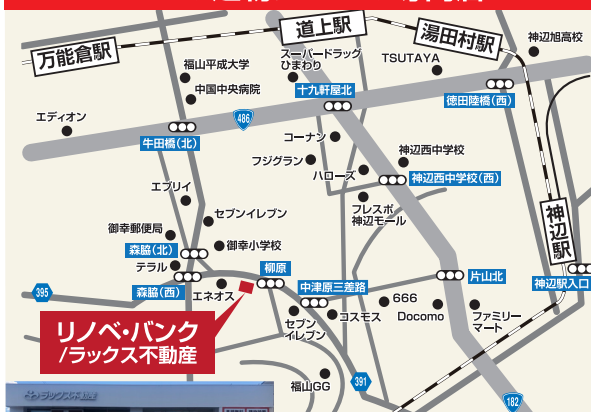 道上駅
湯田村駅
万能倉駅
神辺旭高校
スーパードラッグ
ひまわり
TSUTAYA
福山平成大学
中国中央病院
十九軒屋北
徳田陸橋(西)
エディオン
486
牛田橋(北)
コーナン
フジグラン
神辺西中学校
ハローズ
神辺西中学校(西)
エブリイ
フレスポ
神辺モール
セブンイレブン
神辺駅
御幸郵便局
森脇(北)
御幸小学校
テラル
柳原
片山北
神辺駅入口
395
森脇(西)
エネオス
中津原三差路
666
リノベ・バンク
/ラックス不動産
セブン
イレブン
コスモス
Docomo
ファミリー
マート
福山GG
391
182
ラックス不動産